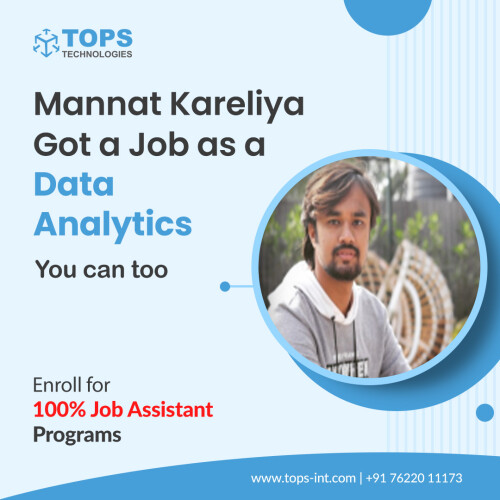 TOPS
TECHNOLOGIES
Mannat Kareliya
Got a Job as a
Data
Analytics
You can too
Enroll for
100% Job Assistant
Programs
www.tops-int.com | +91 76220 11173